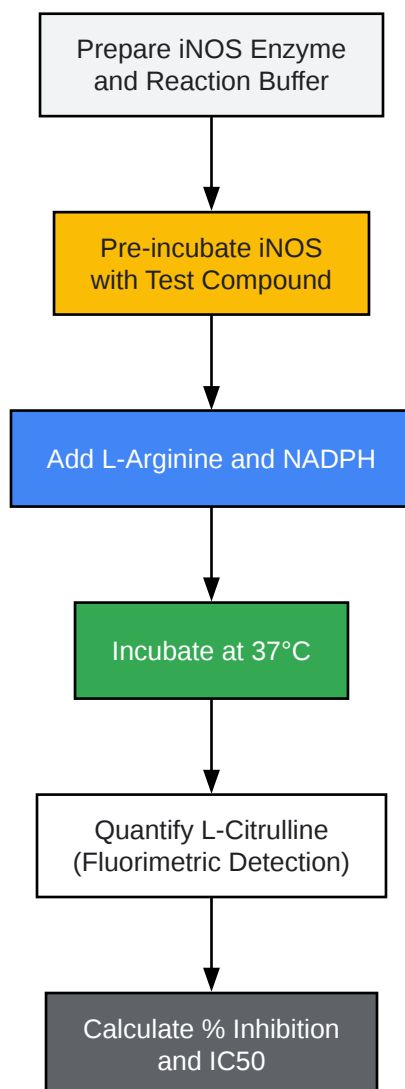 Prepare iNOS Enzyme
and Reaction Buffer
Pre-incubate iNOS
with Test Compound
Add L-Arginine and NADPH
Incubate at 37°C
Quantify L-Citrulline
(Fluorimetric Detection)
Calculate % Inhibition
and IC50